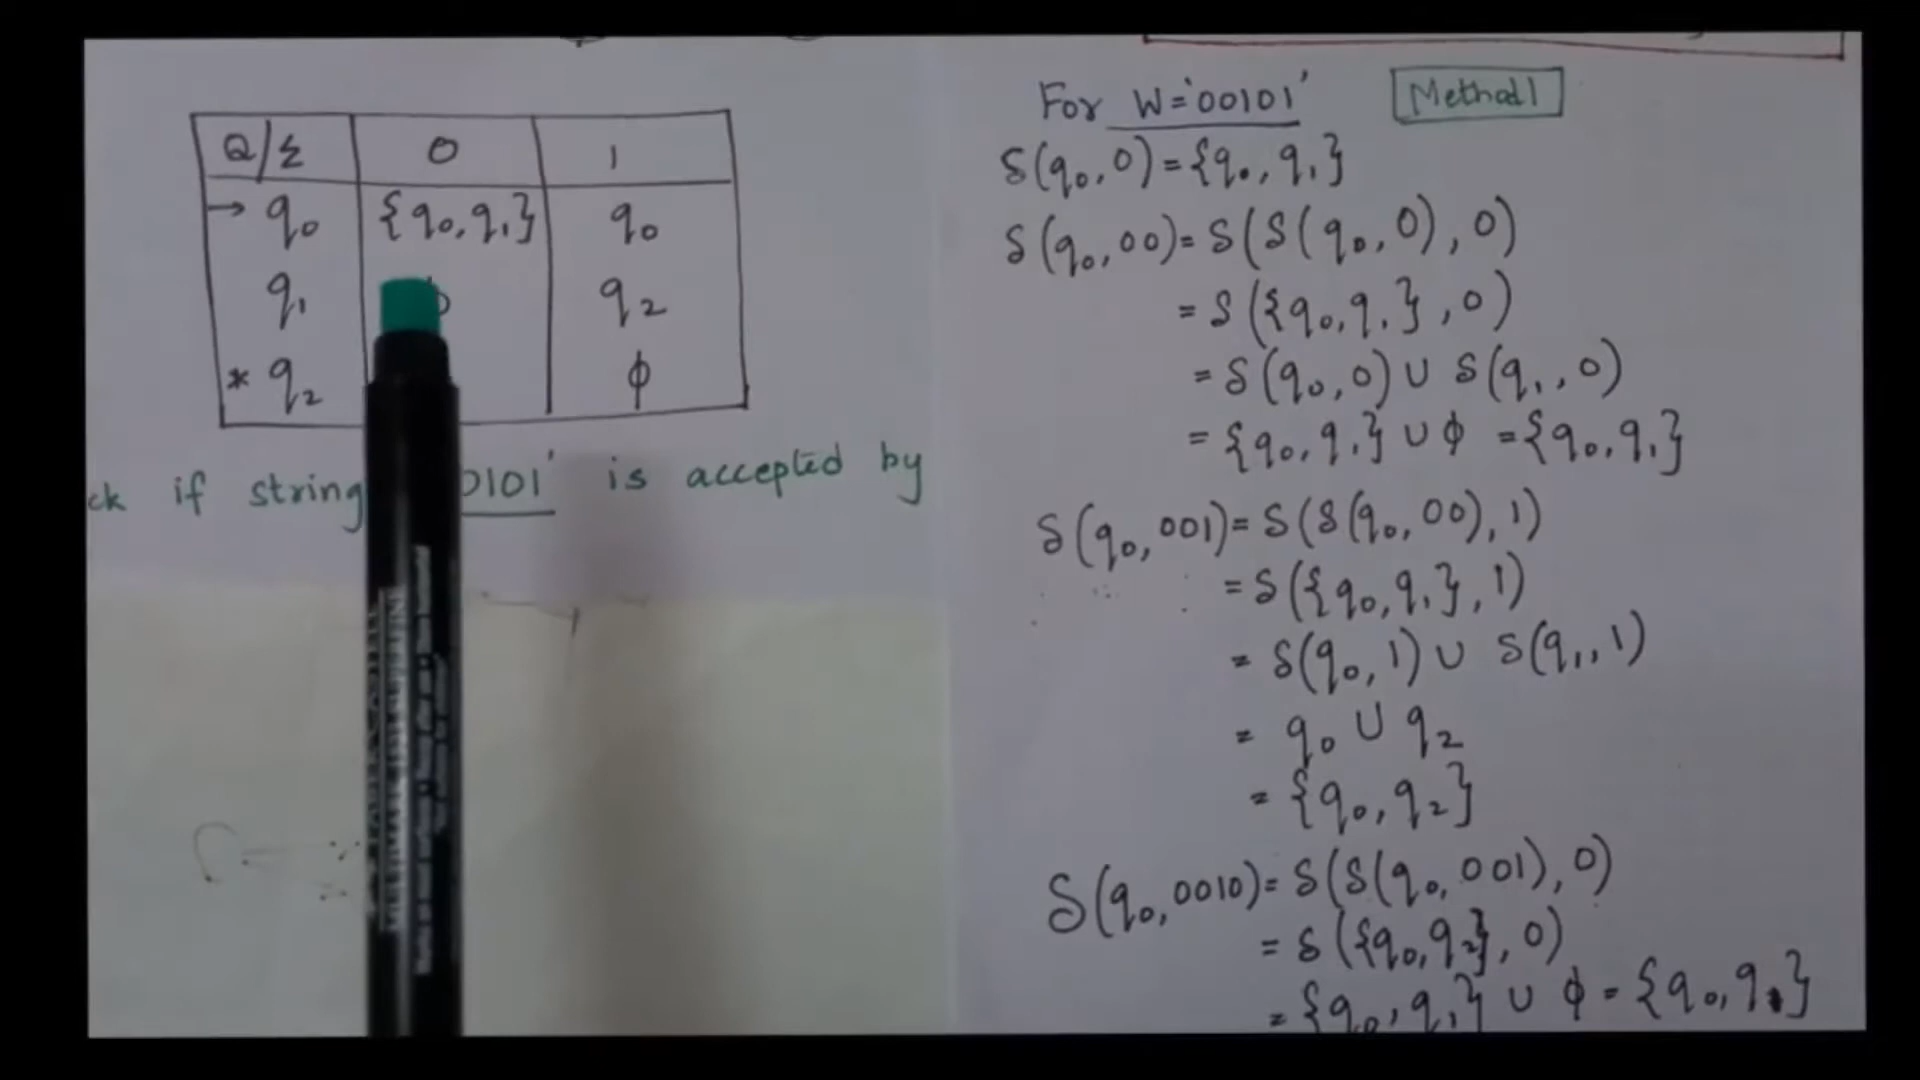 Q/Σ 0 1
→ q₀ {q₀,q₁} q₀
q₁ q₂
* q₂ ϕ
ck if string 0101' is accepted by
For W='00101' Method 1
δ(q₀,0)={q₀,q₁}
δ(q₀,00)=δ(δ(q₀,0),0)
=δ({q₀,q₁},0)
=δ(q₀,0)∪δ(q₁,0)
={q₀,q₁}∪ϕ={q₀,q₁}
δ(q₀,001)=δ(δ(q₀,00),1)
=δ({q₀,q₁},1)
=δ(q₀,1)∪δ(q₁,1)
=q₀∪q₂
={q₀,q₂}
δ(q₀,0010)=δ(δ(q₀,001),0)
=δ({q₀,q₂},0)
={q₀,q₁}∪ϕ={q₀,q₁}